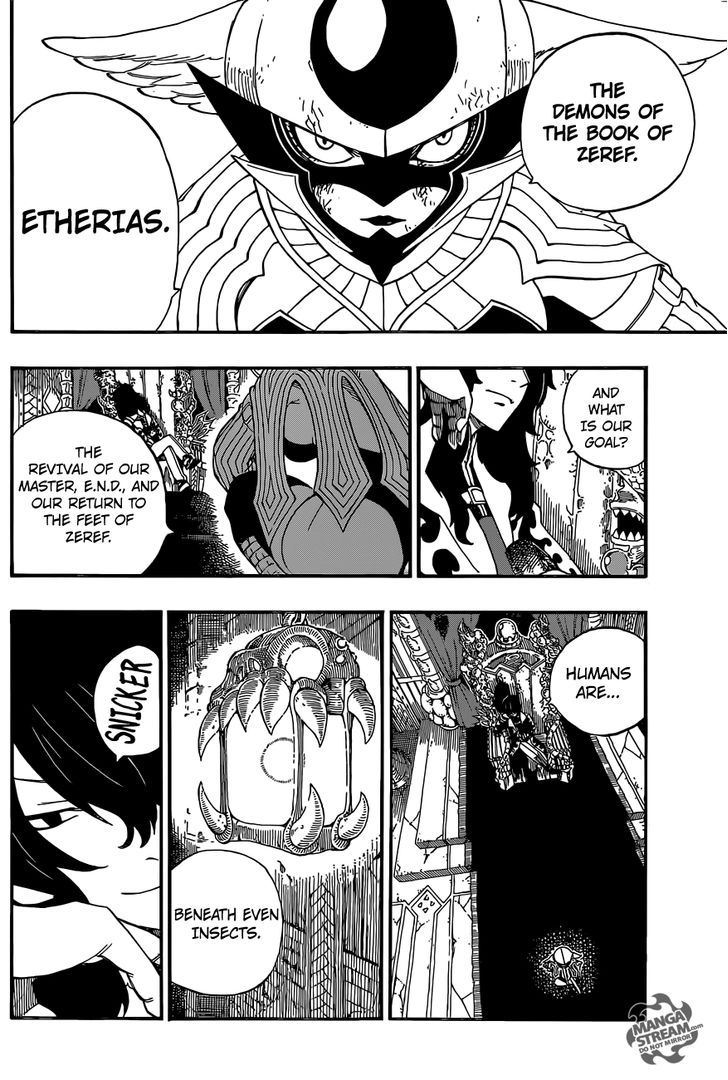 THE
DEMONS OF
THE BOOK OF
ZEREF.
ETHERIAS.
AND
WHAT
IS OUR
GOAL?
THE
REVIVAL OF OUR
MASTER, E.N.D., AND
OUR RETURN TO
THE FEET OF
ZEREF.
HUMANS
ARE...
BENEATH EVEN
INSECTS.
SNICKER
MANGA
STREAM.COM
DO NOT MIRROR